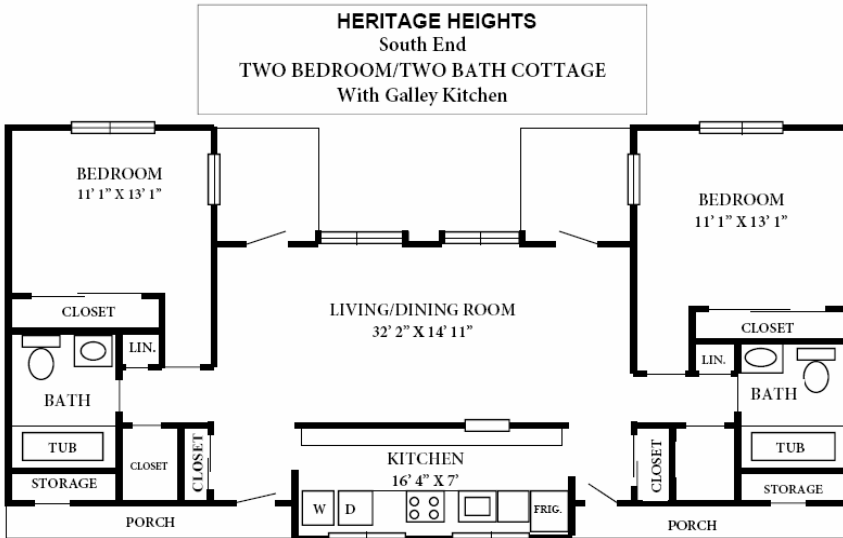 HERITAGE HEIGHTS
South End
TWO BEDROOM/TWO BATH COTTAGE
With Galley Kitchen
BEDROOM
11' 1" X 13' 1"
BEDROOM
11' 1" X 13' 1"
CLOSET
LIVING/DINING ROOM
32' 2" X 14' 11"
CLOSET
LIN.
LIN.
BATH
BATH
TUB
CLOSET
CLOSET
KITCHEN
16' 4" X 7'
CLOSET
TUB
STORAGE
STORAGE
W
D
FRIG.
PORCH
PORCH